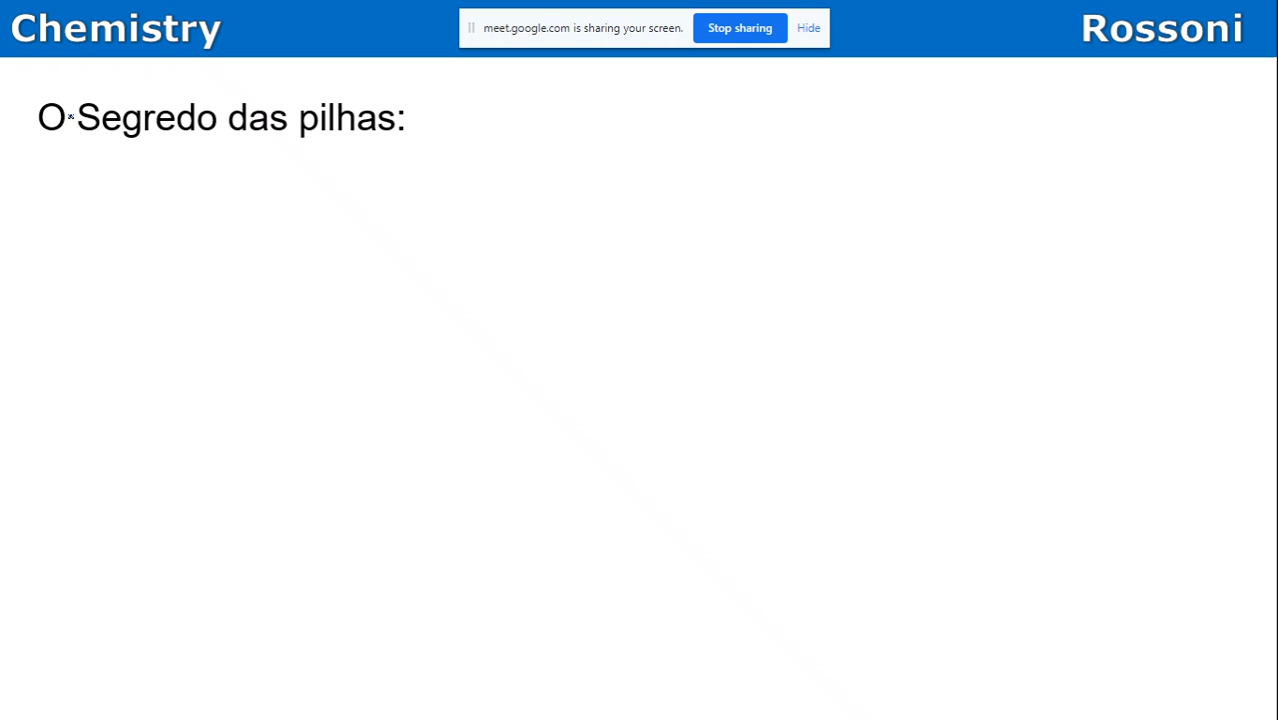 Chemistry
meet.google.com is sharing your screen. Stop sharing Hide
Rossoni
O Segredo das pilhas: